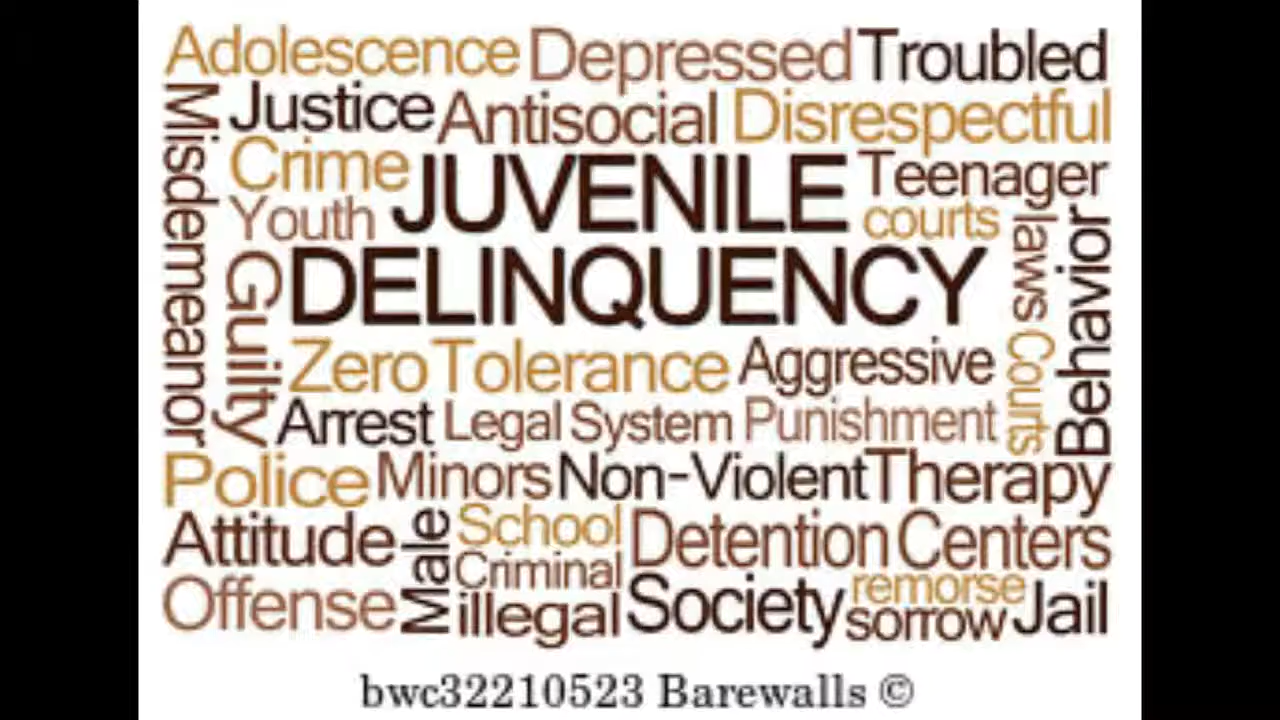 Adolescence Depressed Troubled
Misdemeanor
Justice Antisocial Disrespectful
Crime JUVENILE Teenager
Youth courts
Guilty DELINQUENCY laws Behavior
Zero Tolerance Aggressive Courts
Arrest Legal System Punishment
Police Minors Non-Violent Therapy
Attitude Male School Detention Centers
Criminal
Offense illegal Society remorse Jail
sorrow
bwc32210523 Barewalls ©